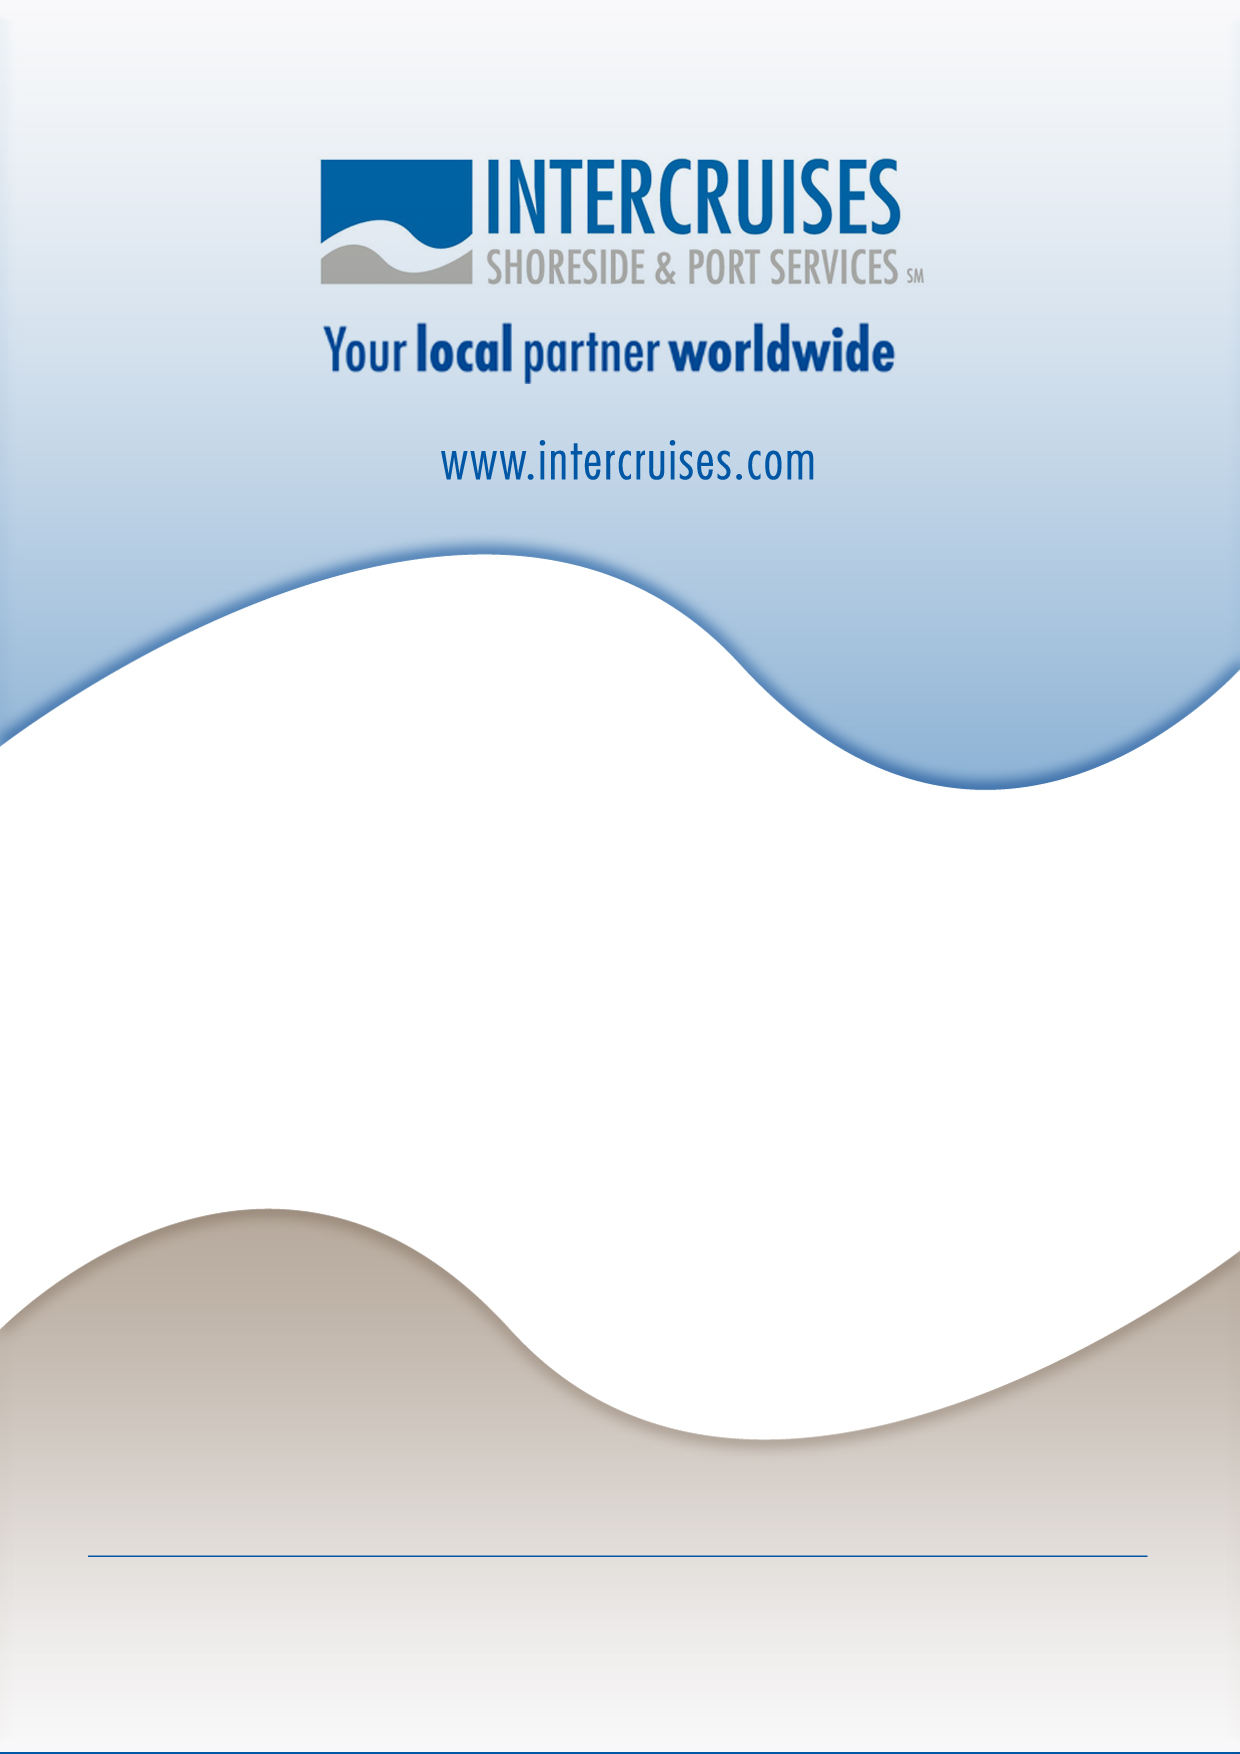 INTERCRUISES
SHORESIDE & PORT SERVICES SM
Your local partner worldwide
www.intercruises.com